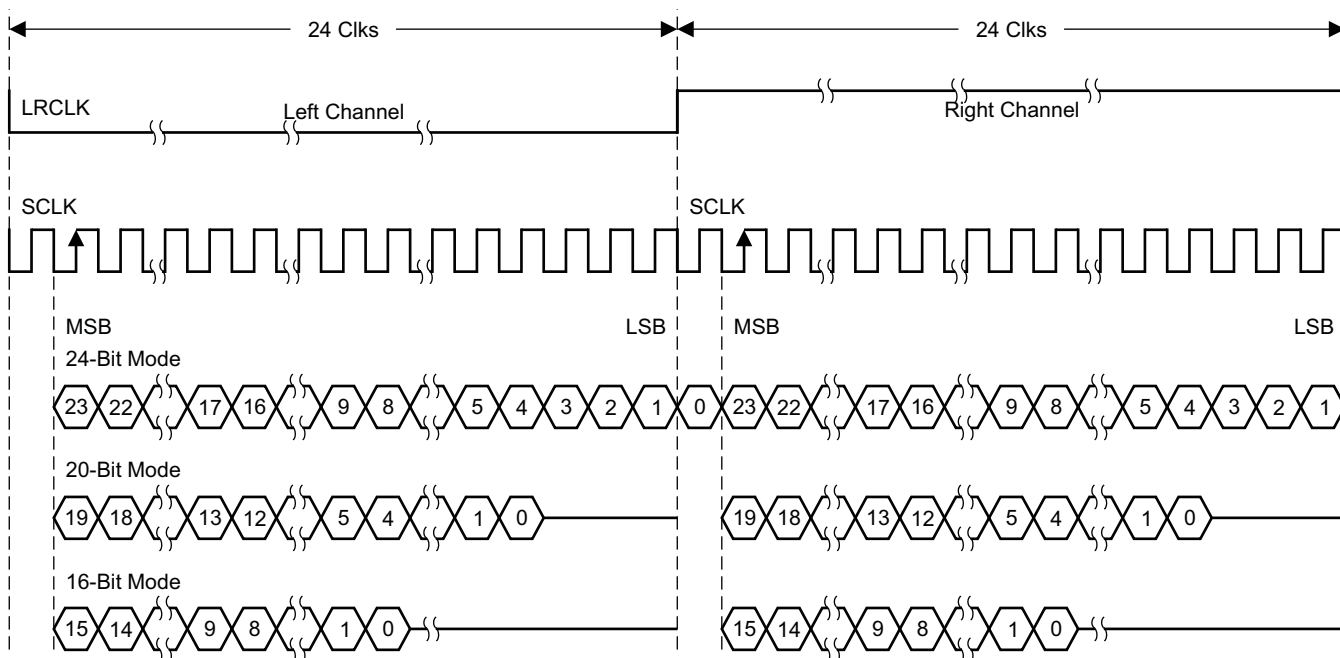 24 Clks 24 Clks
LRCLK Left Channel Right Channel
SCLK SCLK
MSB LSB MSB LSB
24-Bit Mode
23 22 17 16 9 8 5 4 3 2 1 0 23 22 17 16 9 8 5 4 3 2 1
20-Bit Mode
19 18 13 12 5 4 1 0 19 18 13 12 5 4 1 0
16-Bit Mode
15 14 9 8 1 0 15 14 9 8 1 0